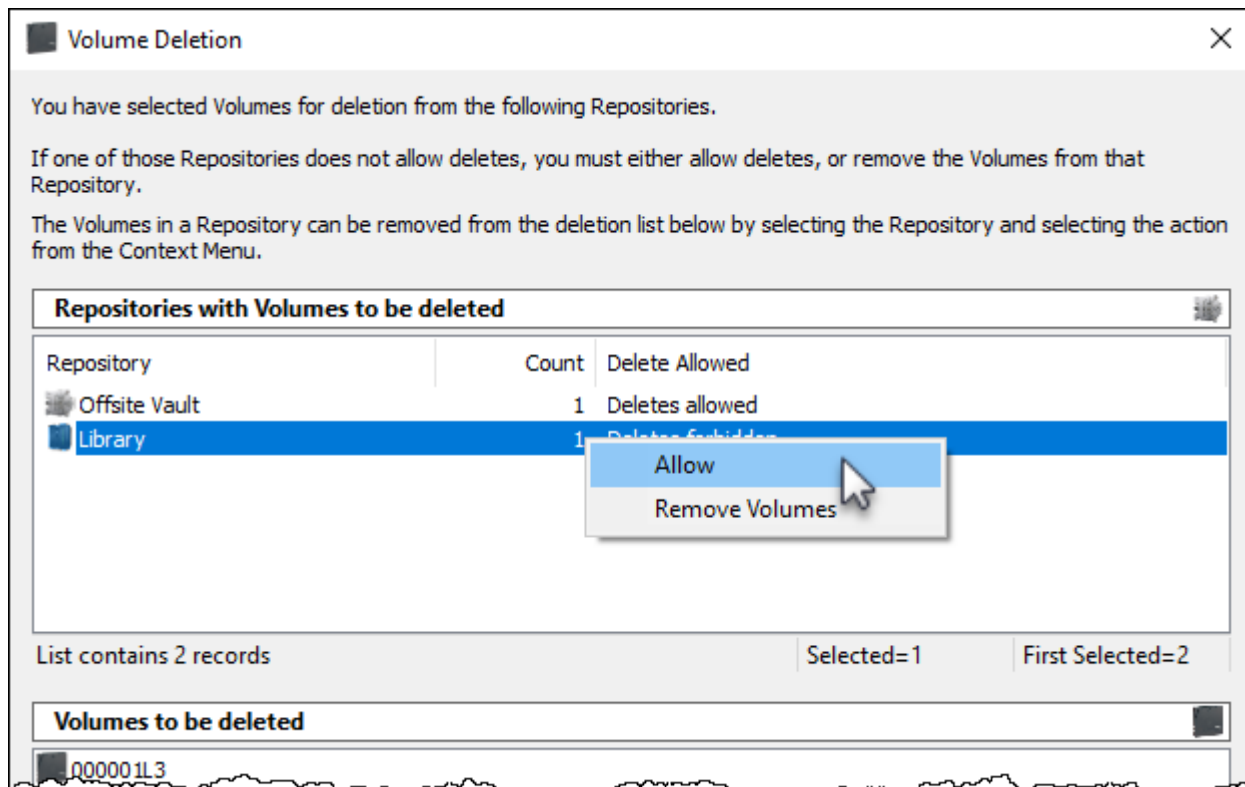 Volume Deletion
You have selected Volumes for deletion from the following Repositories.
If one of those Repositories does not allow deletes, you must either allow deletes, or remove the Volumes from that
Repository.
The Volumes in a Repository can be removed from the deletion list below by selecting the Repository and selecting the action
from the Context Menu.
Repositories with Volumes to be deleted
Repository Count Delete Allowed
Offsite Vault 1 Deletes allowed
Library 1 Deletes forbidden
Allow
Remove Volumes
List contains 2 records Selected=1 First Selected=2
Volumes to be deleted
000001L3